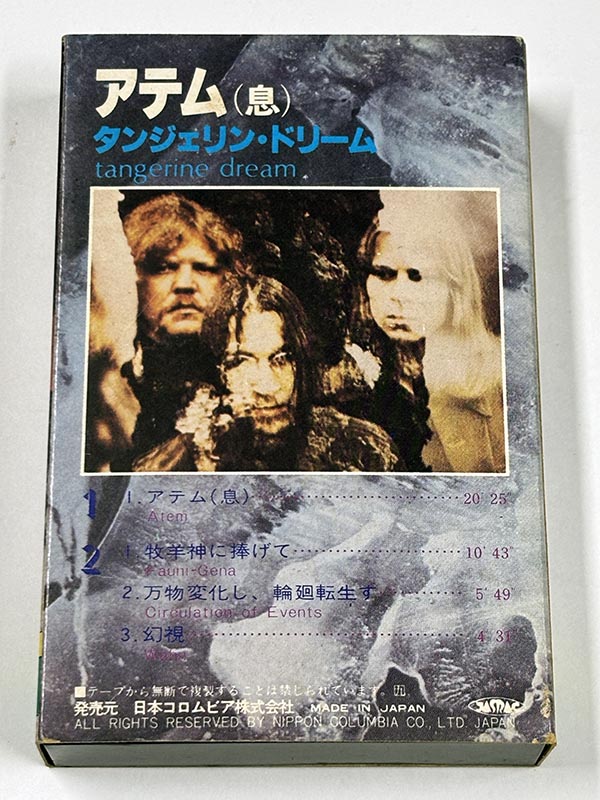 アテム(息)
タンジェリン・ドリーム
tangerine dream
1 1. アテム(息)‥‥‥‥‥‥‥‥‥‥20' 25"
Atem
2 1. 牧羊神に捧げて‥‥‥‥‥‥‥‥10' 43"
Fauni-Gena
2. 万物変化し、輪廻転生す‥‥‥‥5' 49"
Circulation of Events
3. 幻視‥‥‥‥‥‥‥‥‥‥‥‥4' 31"
Wahn
■テープから無断で複製することは禁じられています。
発売元 日本コロムビア株式会社 MADE IN JAPAN
ALL RIGHTS RESERVED BY NIPPON COLUMBIA CO., LTD. JAPAN
JASRAC